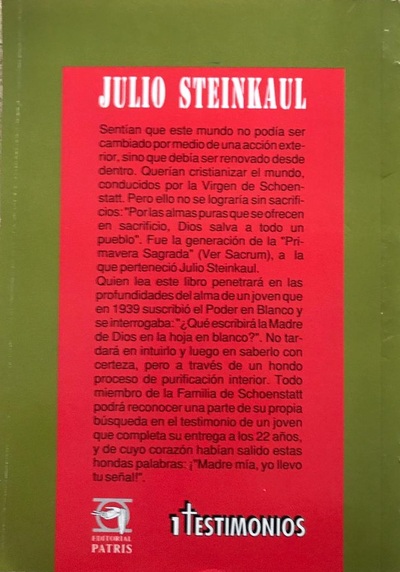 JULIO STEINKAUL
Sentían que este mundo no podía ser
cambiado por medio de una acción exte-
rior, sino que debía ser renovado desde
dentro. Querían cristianizar el mundo,
conducidos por la Virgen de Schoen-
statt. Pero ello no se lograría sin sacrifi-
cios: "Por las almas puras que se ofrecen
en sacrificio, Dios salva a todo un
pueblo". Fue la generación de la "Pri-
mavera Sagrada" (Ver Sacrum), a la
que perteneció Julio Steinkaul.
Quien lea este libro penetrará en las
profundidades del alma de un joven que
en 1939 suscribió el Poder en Blanco y
se interrogaba: "¿Qué escribirá la Madre
de Dios en la hoja en blanco?". No tar-
dará en intuirlo y luego en saberlo con
certeza, pero a través de un hondo
proceso de purificación interior. Todo
miembro de la Familia de Schoenstatt
podrá reconocer una parte de su propia
búsqueda en el testimonio de un joven
que completa su entrega a los 22 años,
y de cuyo corazón habían salido estas
hondas palabras: ¡"Madre mía, yo llevo
tu seña!!".
EDITORIAL
PATRIS
1 TESTIMONIOS